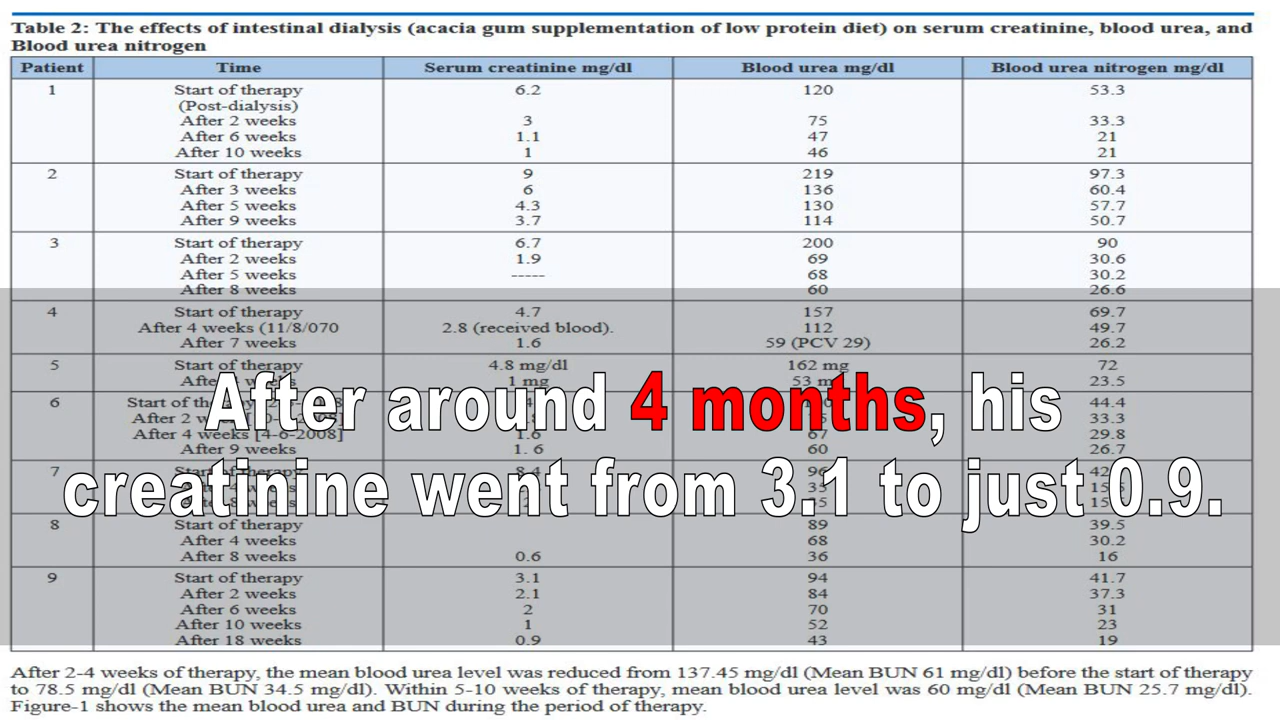 Table 2: The effects of intestinal dialysis (acacia gum supplementation of low protein diet) on serum creatinine, blood urea, and
Blood urea nitrogen
Patient Time Serum creatinine mg/dl Blood urea mg/dl Blood urea nitrogen mg/dl
1 Start of therapy 6.2 120 53.3
(Post-dialysis)
After 2 weeks 3 75 33.3
After 6 weeks 1.1 47 21
After 10 weeks 1 46 21
2 Start of therapy 9 219 97.3
After 3 weeks 6 136 60.4
After 5 weeks 4.3 130 57.7
After 9 weeks 3.7 114 50.7
3 Start of therapy 6.7 200 90
After 2 weeks 1.9 69 30.6
After 5 weeks ----- 68 30.2
After 8 weeks 60 26.6
4 Start of therapy 4.7 157 69.7
After 4 weeks (11/8/070 2.8 (received blood). 112 49.7
After 7 weeks 1.6 59 (PCV 29) 26.2
5 Start of therapy 4.8 mg/dl 162 mg 72
1 mg 23.5
After around 4 months, his
6 Start of 44.4
After 2 33.3
After 4 weeks [4-6-2008] 1.6 67 29.8
After 9 weeks 1. 6 60 26.7
creatinine went from 3.1 to just 0.9.
7
8 Start of therapy 89 39.5
After 4 weeks 68 30.2
After 8 weeks 0.6 36 16
9 Start of therapy 3.1 94 41.7
After 2 weeks 2.1 84 37.3
After 6 weeks 2 70 31
After 10 weeks 1 52 23
After 18 weeks 0.9 43 19
After 2-4 weeks of therapy, the mean blood urea level was reduced from 137.45 mg/dl (Mean BUN 61 mg/dl) before the start of therapy
to 78.5 mg/dl (Mean BUN 34.5 mg/dl). Within 5-10 weeks of therapy, mean blood urea level was 60 mg/dl (Mean BUN 25.7 mg/dl).
Figure-1 shows the mean blood urea and BUN during the period of therapy.